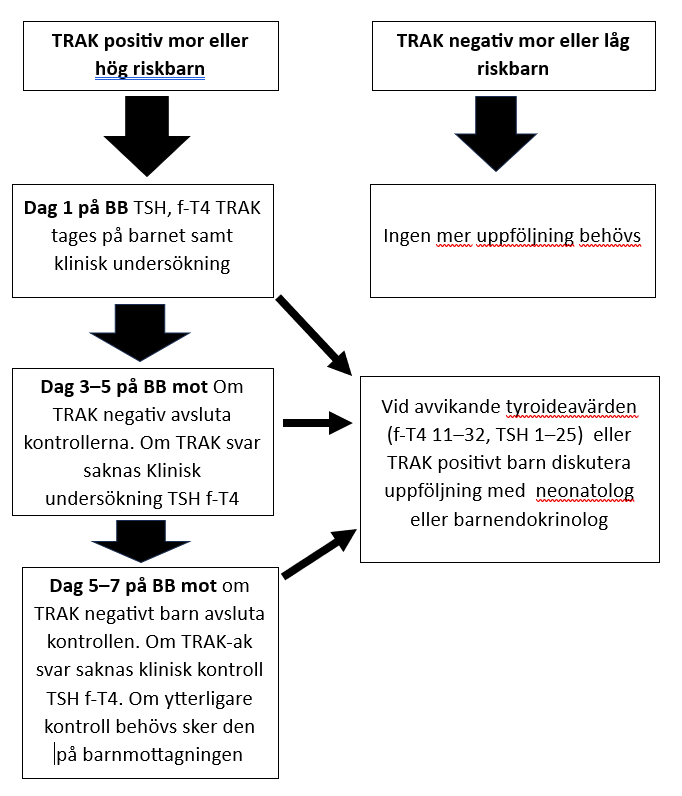 TRAK positiv mor eller
hög riskbarn
TRAK negativ mor eller låg
riskbarn
Dag 1 på BB TSH, f-T4 TRAK
tages på barnet samt
klinisk undersökning
Ingen mer uppföljning behövs
Dag 3–5 på BB mot Om
TRAK negativ avsluta
kontrollerna. Om TRAK svar
saknas Klinisk
undersökning TSH f-T4
Vid avvikande tyroideavärden
(f-T4 11–32, TSH 1–25)  eller
TRAK positivt barn diskutera
uppföljning med  neonatolog
eller barnendokrinolog
Dag 5–7 på BB mot om
TRAK negativt barn avsluta
kontrollen. Om TRAK-ak
svar saknas klinisk kontroll
TSH f-T4. Om ytterligare
kontroll behövs sker den
på barnmottagningen